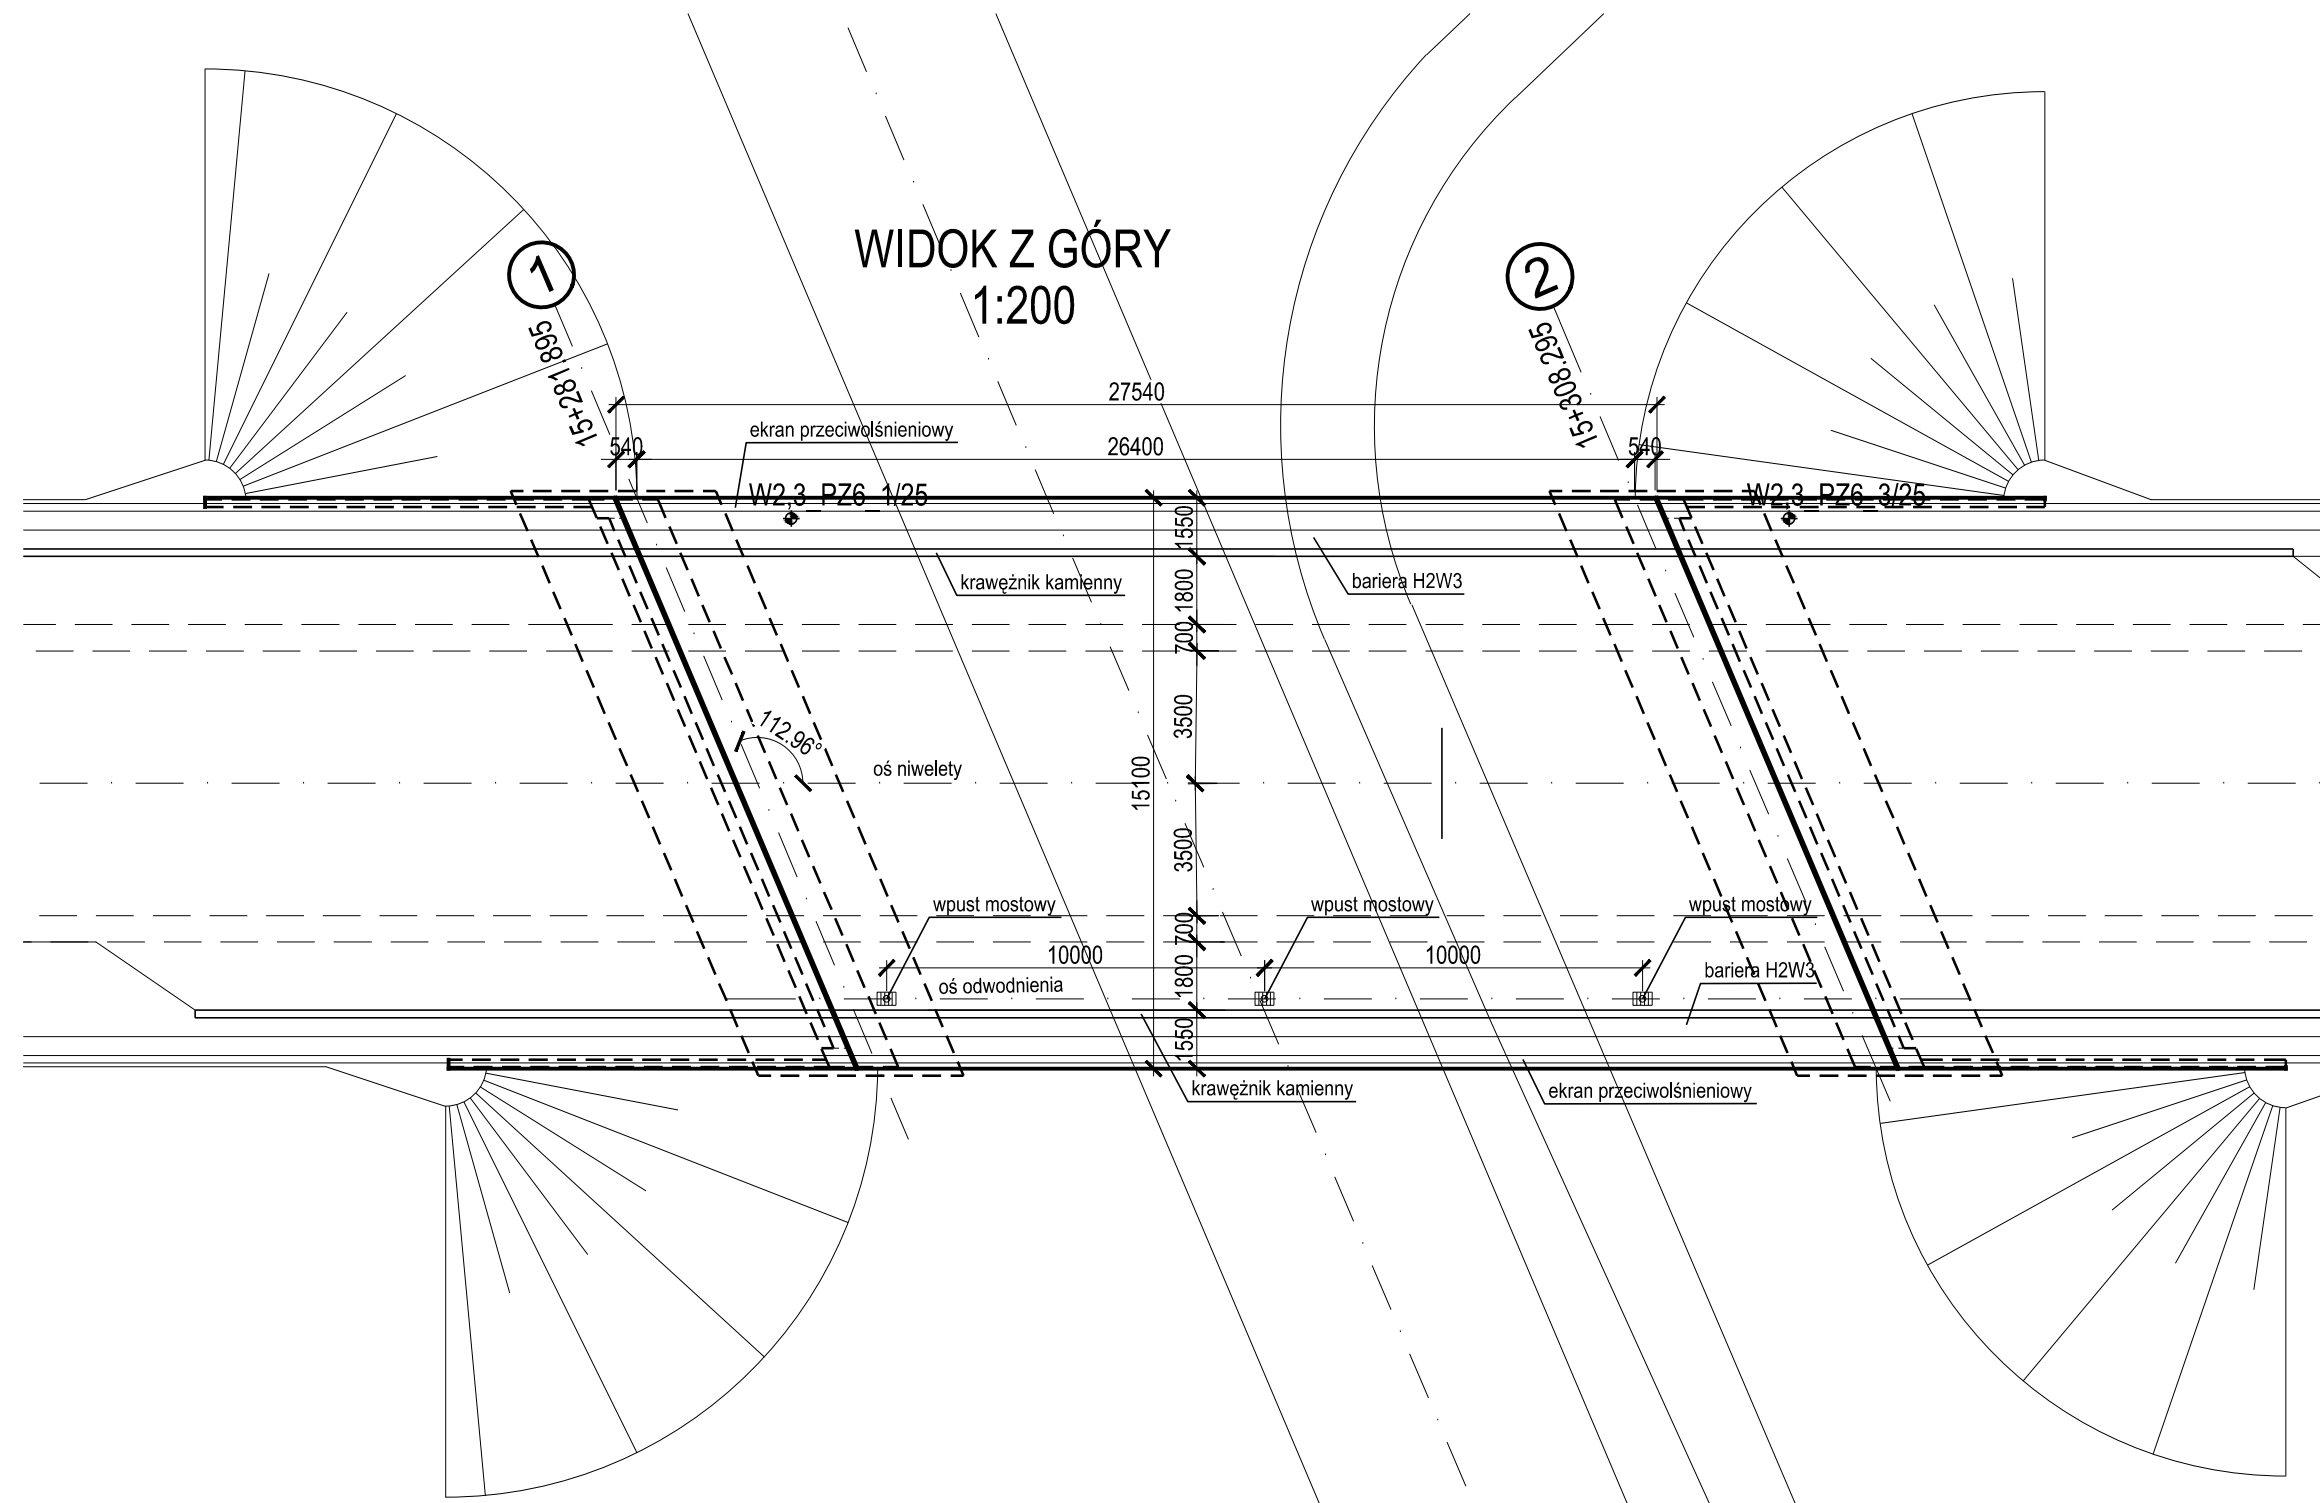 WIDOK Z GÓRY
1:200
1
15+281.895
2
15+308.295
27540
540
26400
540
ekran przeciwolśnieniowy
W2,3_PZ6_1/25
W2,3_PZ6_3/25
krawężnik kamienny
bariera H2W3
1550
1800
700
3500
15100
3500
700
1800
1550
112.96°
oś niwelety
wpust mostowy
wpust mostowy
wpust mostowy
10000
10000
oś odwodnienia
bariera H2W3
krawężnik kamienny
ekran przeciwolśnieniowy